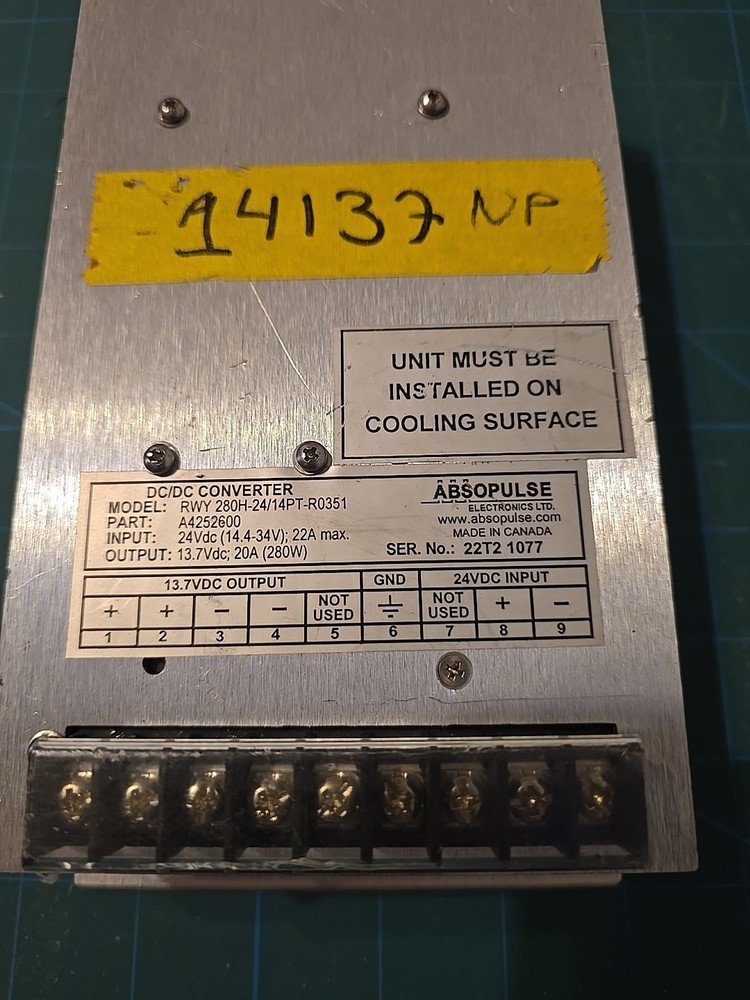 14137 NP
UNIT MUST BE
INSTALLED ON
COOLING SURFACE
DC/DC CONVERTER
MODEL: RWY 280H-24/14PT-R0351
PART: A4252600
INPUT: 24Vdc (14.4-34V); 22A max.
OUTPUT: 13.7Vdc; 20A (280W)
ABSOPULSE
ELECTRONICS LTD.
www.absopulse.com
MADE IN CANADA
SER. No.: 22T2 1077
13.7VDC OUTPUT GND 24VDC INPUT
+ + − − NOT USED ⏚ NOT USED + −
1 2 3 4 5 6 7 8 9